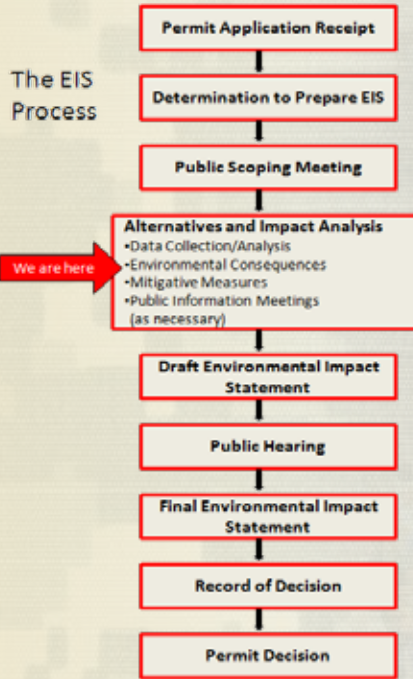 Permit Application Receipt
The EIS
Process
Determination to Prepare EIS
Public Scoping Meeting
Alternatives and Impact Analysis
•Data Collection/Analysis
•Environmental Consequences
•Mitigative Measures
•Public Information Meetings
(as necessary)
We are here
Draft Environmental Impact
Statement
Public Hearing
Final Environmental Impact
Statement
Record of Decision
Permit Decision